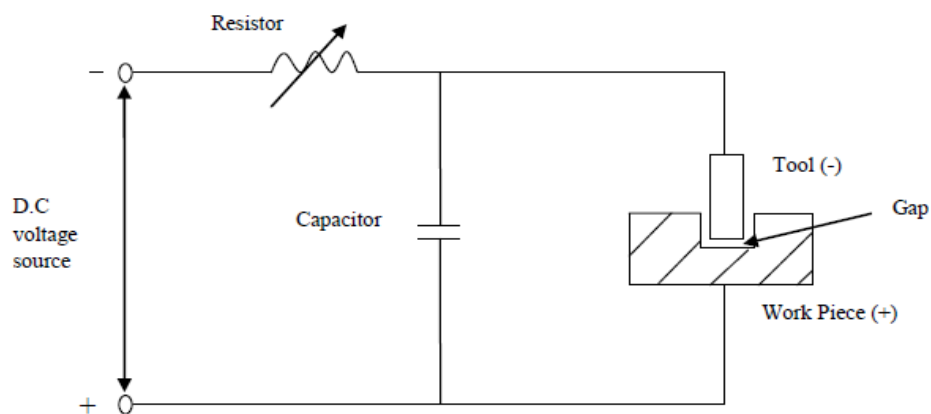 Resistor
−
Tool (-)
Gap
D.C
voltage
source
Capacitor
Work Piece (+)
+